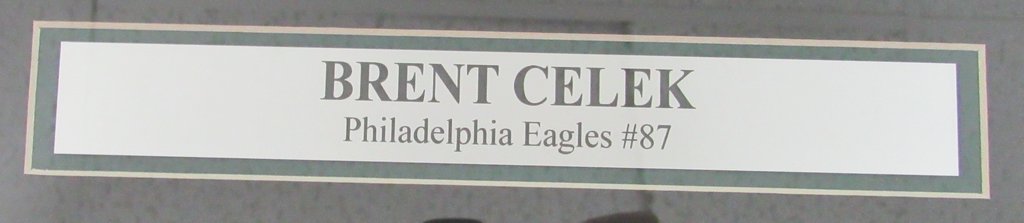 BRENT CELEK
Philadelphia Eagles #87